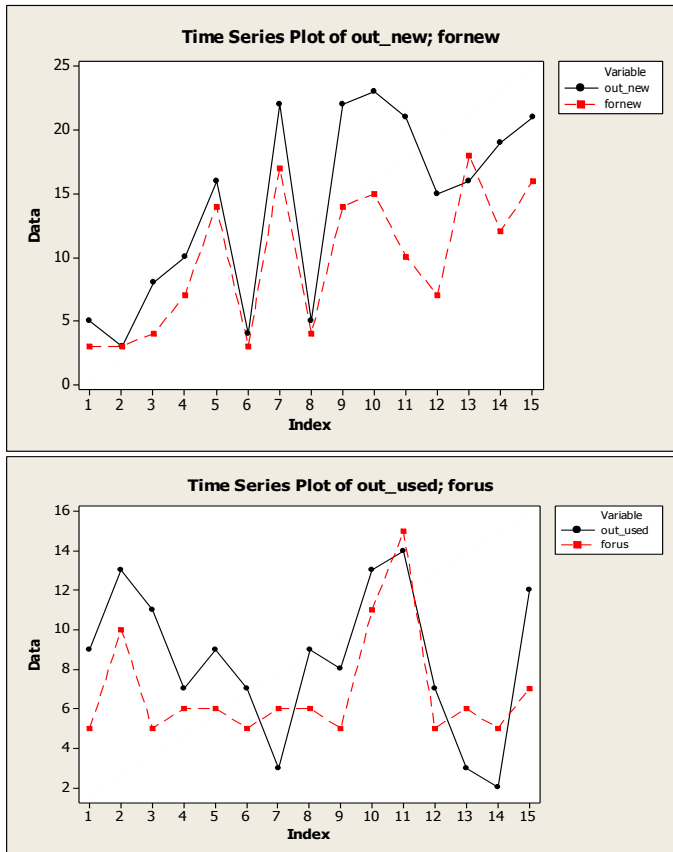 Time Series Plot of out_new; fornew
25
20
15
10
5
0
Data
1 2 3 4 5 6 7 8 9 10 11 12 13 14 15
Index
Variable
out_new
fornew
Time Series Plot of out_used; forus
16
14
12
10
8
6
4
2
Data
1 2 3 4 5 6 7 8 9 10 11 12 13 14 15
Index
Variable
out_used
forus